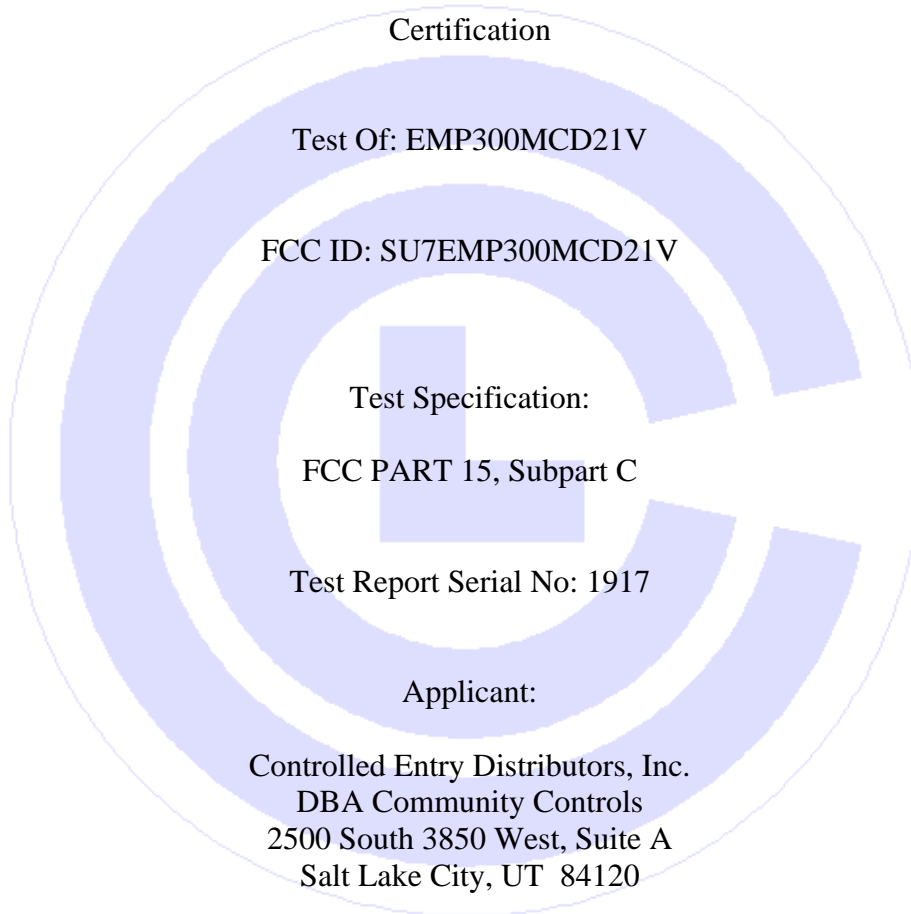 Certification
Test Of: EMP300MCD21V
FCC ID: SU7EMP300MCD21V
Test Specification:
FCC PART 15, Subpart C
Test Report Serial No: 1917
Applicant:
Controlled Entry Distributors, Inc.
DBA Community Controls
2500 South 3850 West, Suite A
Salt Lake City, UT  84120